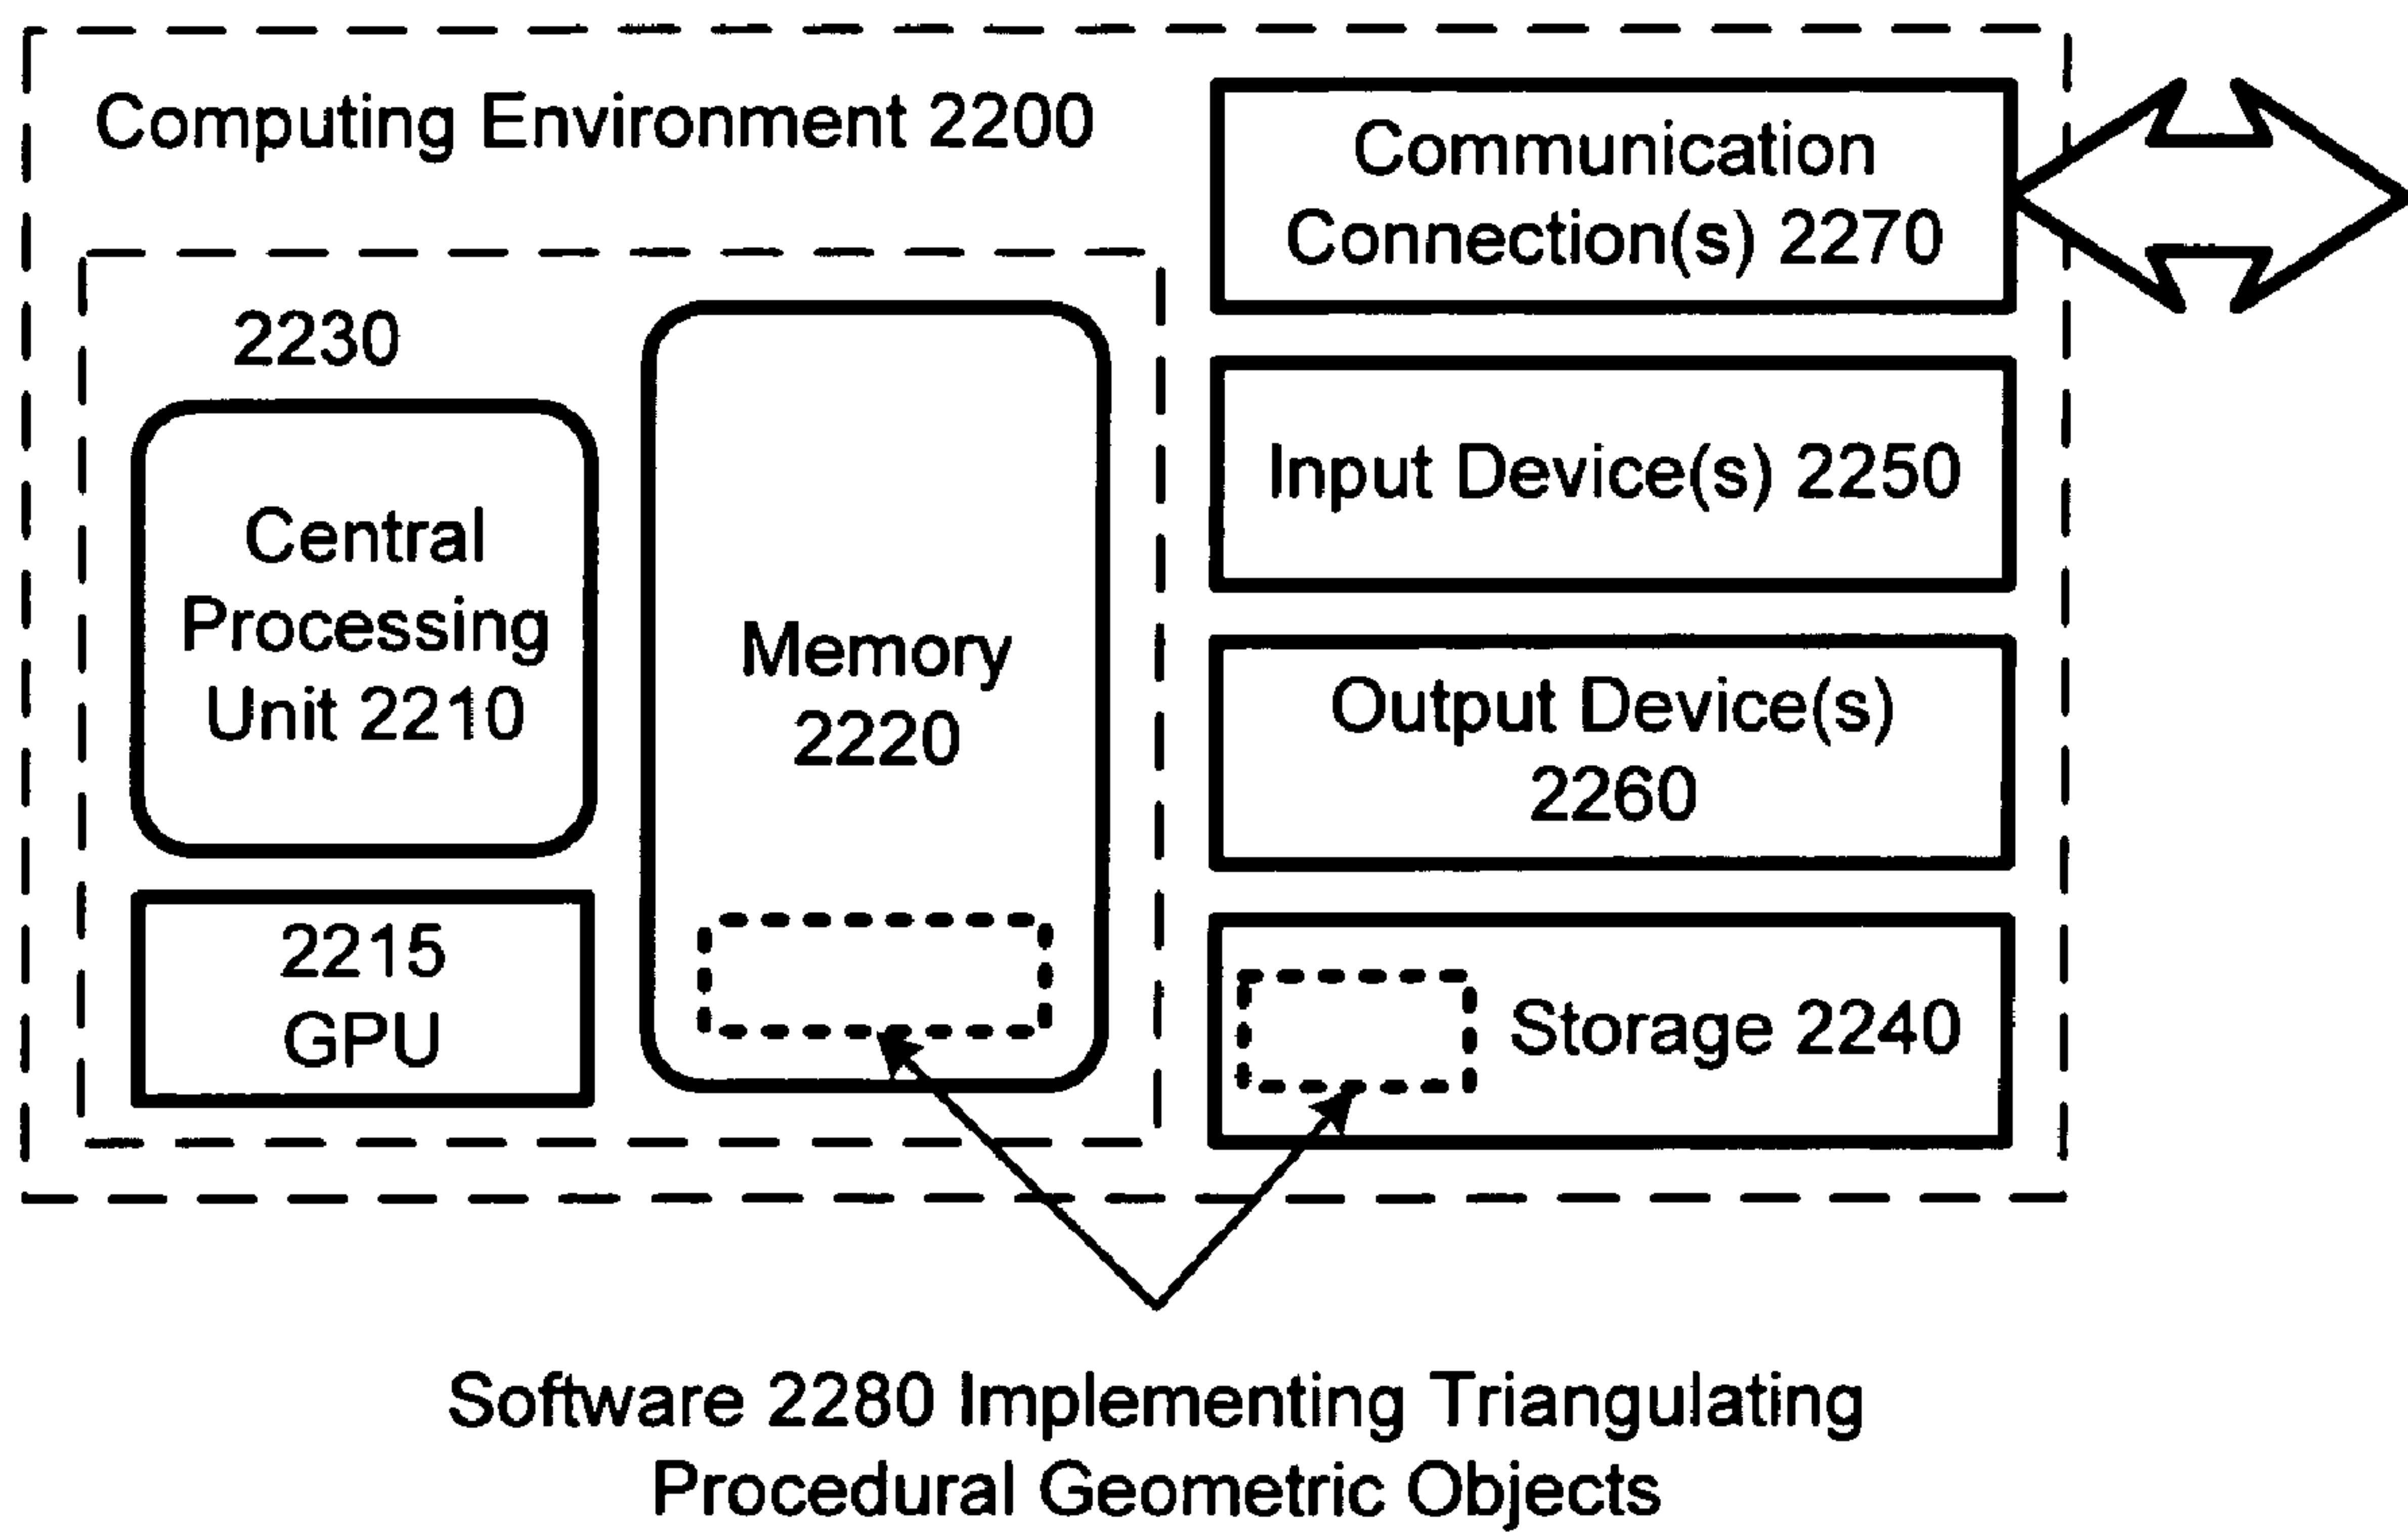 Computing Environment 2200
2230
Central
Processing
Unit 2210
2215
GPU
Memory
2220
Communication
Connection(s) 2270
Input Device(s) 2250
Output Device(s)
2260
Storage 2240
Software 2280 Implementing Triangulating
Procedural Geometric Objects